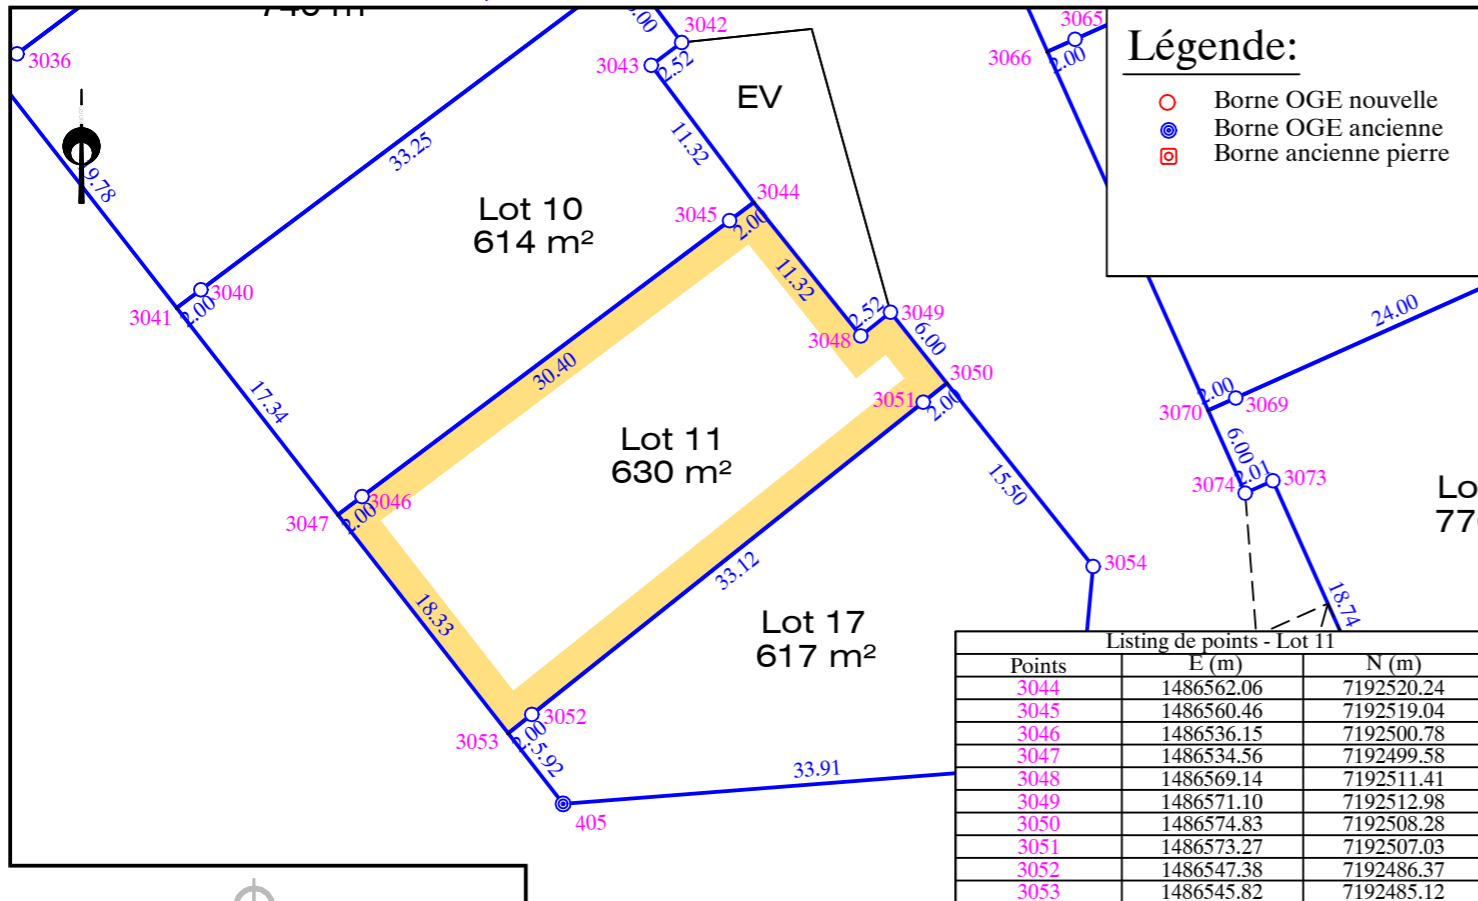 3036
3042
3043
2.52
EV
3065
3066
2.00
Légende:
Borne OGE nouvelle
Borne OGE ancienne
Borne ancienne pierre
33.25
11.32
9.78
Lot 10
614 m²
3044
3045
2.00
3040
3041
2.00
11.32
2.52
3049
3048
6.00
24.00
30.40
3050
3051
2.00
17.34
2.00
3069
3070
Lot 11
630 m²
6.00
2.01
3073
3074
15.50
3046
3047
2.00
3054
33.12
18.33
18.74
Lot 17
617 m²
3052
3053
2.00
5.92
33.91
405
Listing de points - Lot 11
Points E (m) N (m)
3044 1486562.06 7192520.24
3045 1486560.46 7192519.04
3046 1486536.15 7192500.78
3047 1486534.56 7192499.58
3048 1486569.14 7192511.41
3049 1486571.10 7192512.98
3050 1486574.83 7192508.28
3051 1486573.27 7192507.03
3052 1486547.38 7192486.37
3053 1486545.82 7192485.12